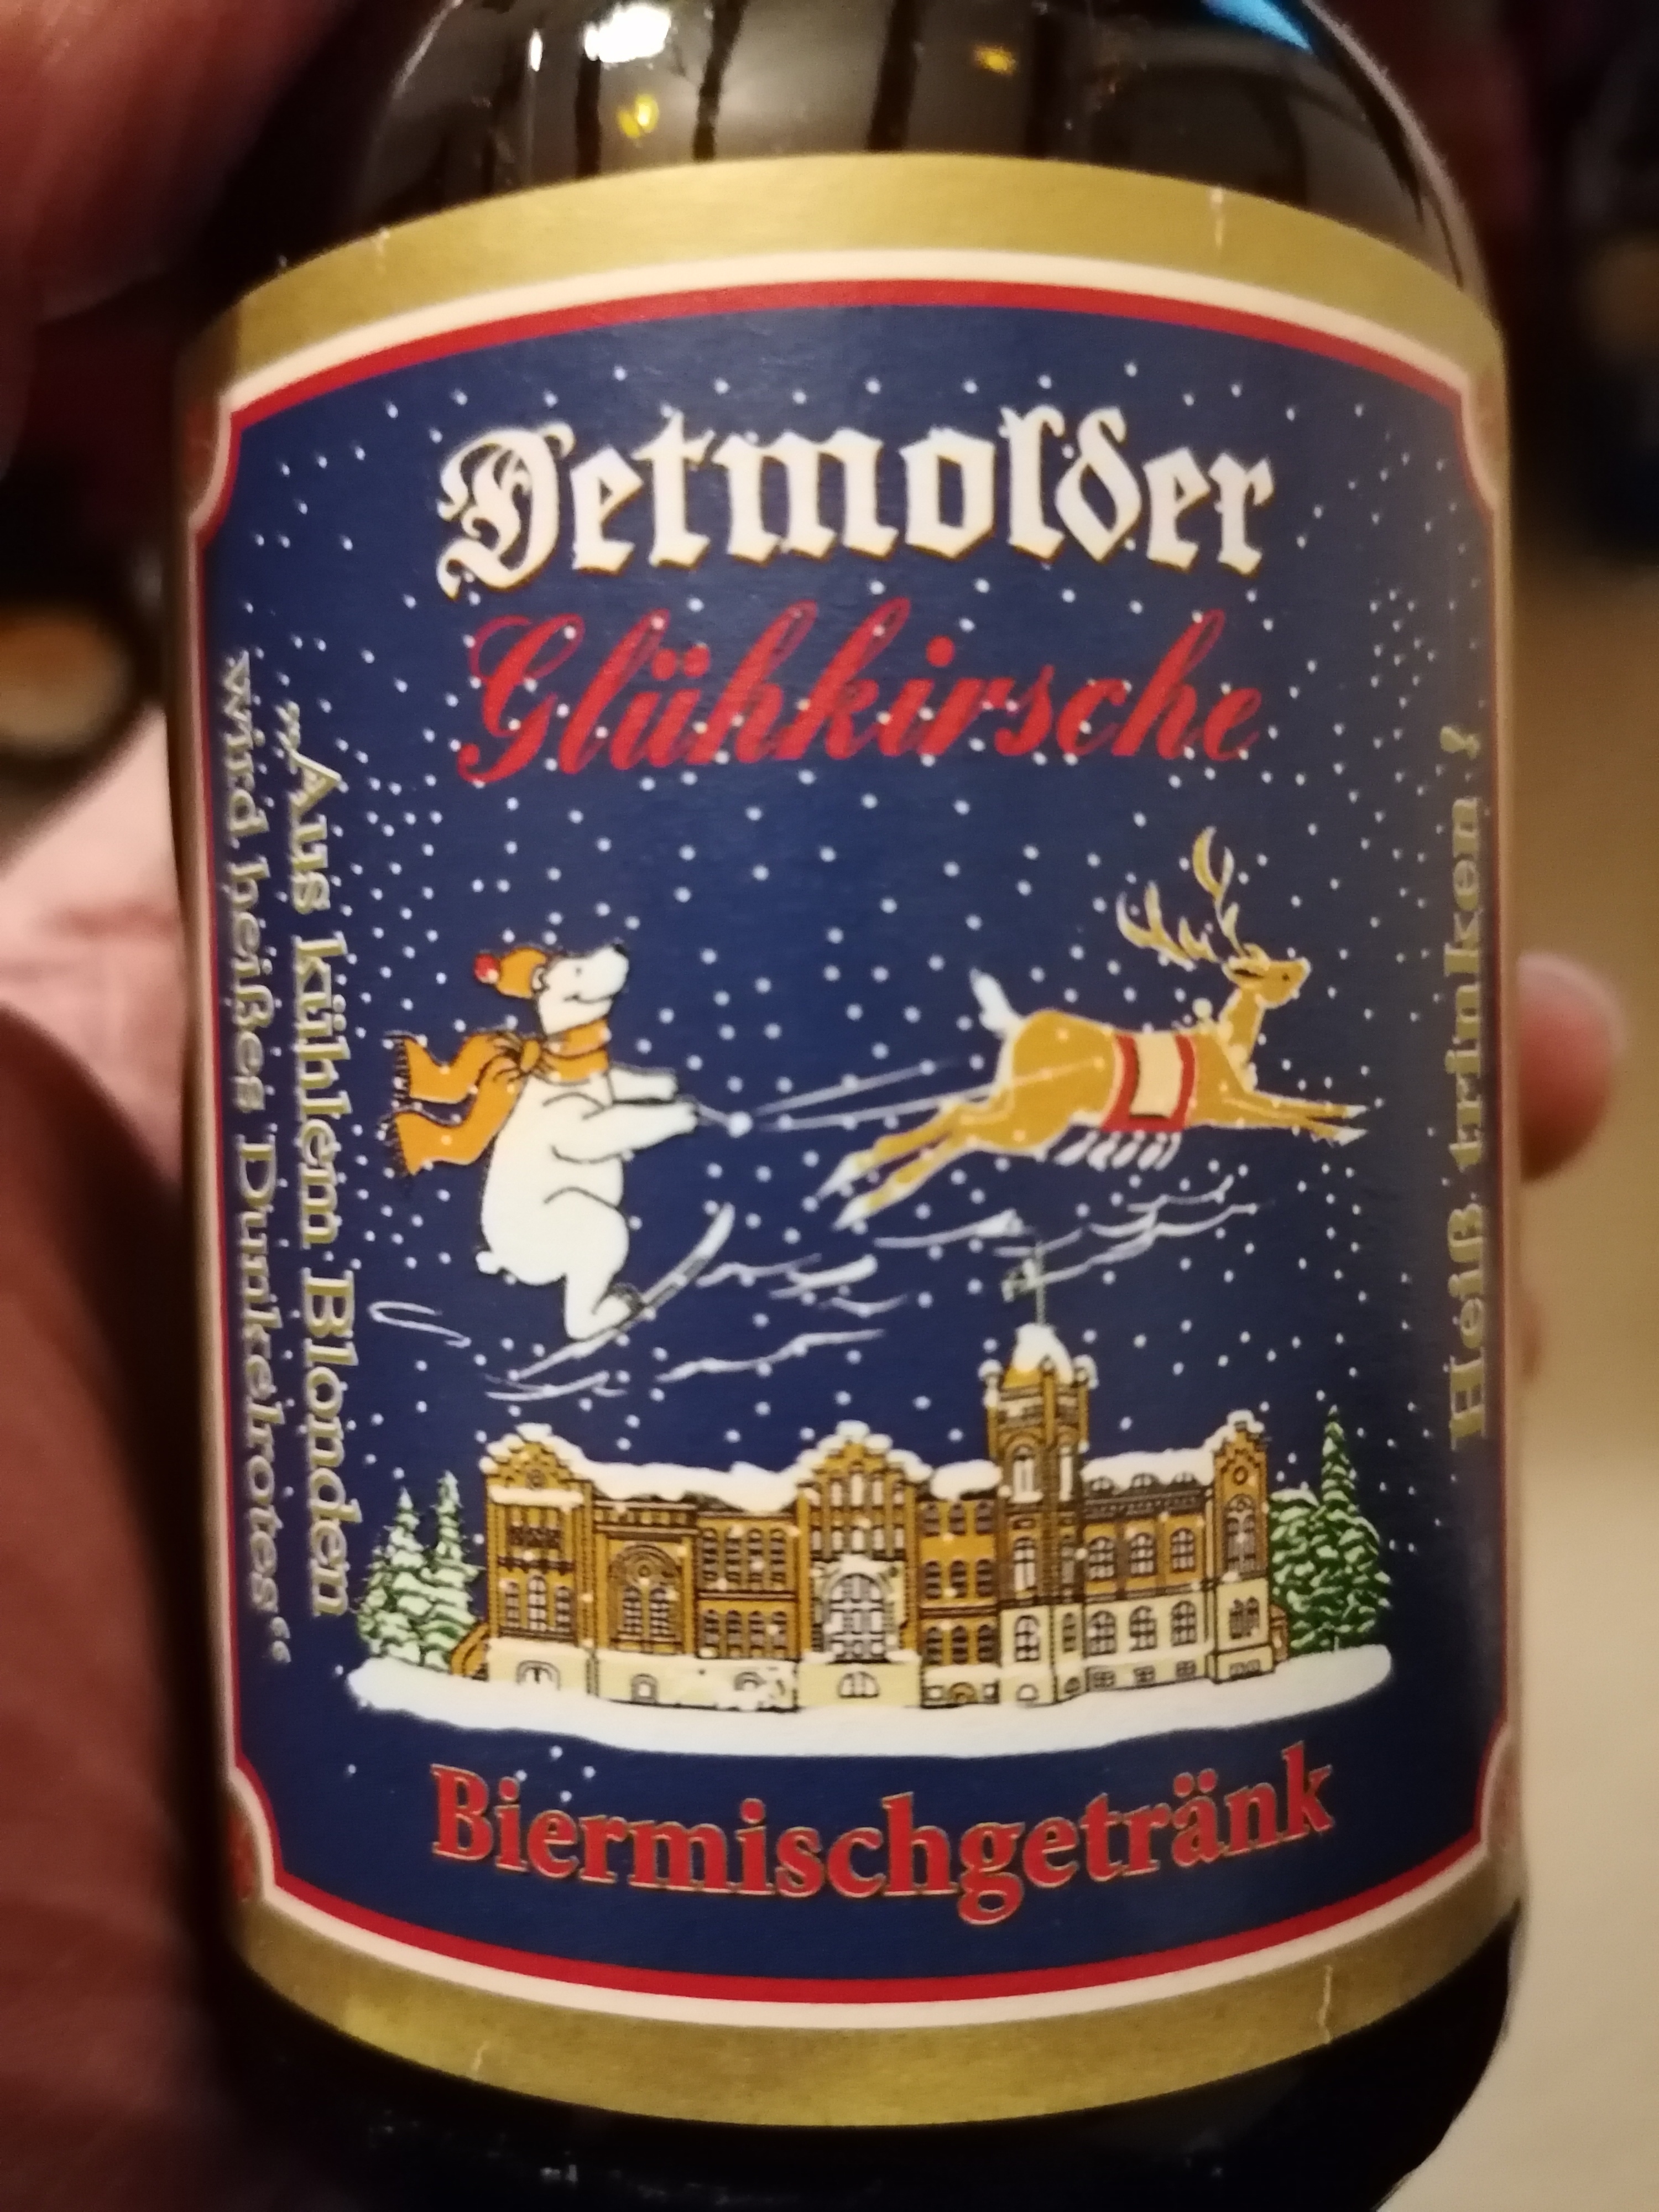 Detmolder
Glühkirsche
„Aus kühlem Blonden
wird heißes Dunkelrotes“
Heiß trinken !
Biermischgetränk